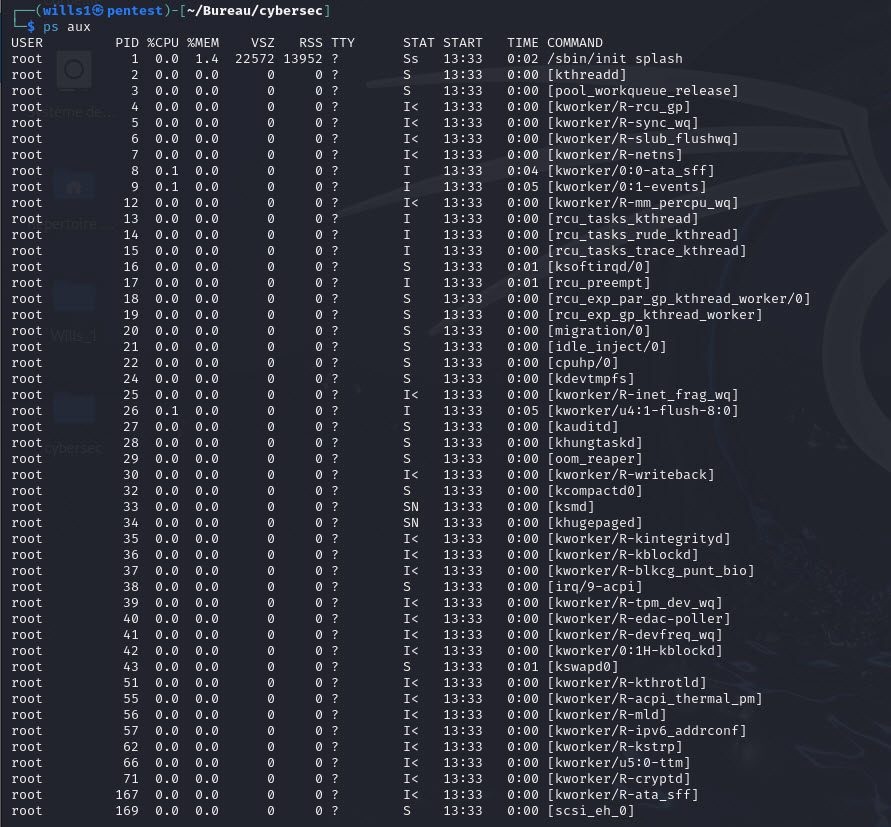 ┌──(wills1㉿pentest)-[~/Bureau/cybersec]
└─$ ps aux
USER         PID %CPU %MEM    VSZ   RSS TTY      STAT START   TIME COMMAND
root           1  0.0  1.4  22572 13952 ?        Ss   13:33   0:02 /sbin/init splash
root           2  0.0  0.0      0     0 ?        S    13:33   0:00 [kthreadd]
root           3  0.0  0.0      0     0 ?        S    13:33   0:00 [pool_workqueue_release]
root           4  0.0  0.0      0     0 ?        I<   13:33   0:00 [kworker/R-rcu_gp]
root           5  0.0  0.0      0     0 ?        I<   13:33   0:00 [kworker/R-sync_wq]
root           6  0.0  0.0      0     0 ?        I<   13:33   0:00 [kworker/R-slub_flushwq]
root           7  0.0  0.0      0     0 ?        I<   13:33   0:00 [kworker/R-netns]
root           8  0.1  0.0      0     0 ?        I    13:33   0:04 [kworker/0:0-ata_sff]
root           9  0.1  0.0      0     0 ?        I    13:33   0:05 [kworker/0:1-events]
root          12  0.0  0.0      0     0 ?        I<   13:33   0:00 [kworker/R-mm_percpu_wq]
root          13  0.0  0.0      0     0 ?        I    13:33   0:00 [rcu_tasks_kthread]
root          14  0.0  0.0      0     0 ?        I    13:33   0:00 [rcu_tasks_rude_kthread]
root          15  0.0  0.0      0     0 ?        I    13:33   0:00 [rcu_tasks_trace_kthread]
root          16  0.0  0.0      0     0 ?        S    13:33   0:01 [ksoftirqd/0]
root          17  0.0  0.0      0     0 ?        I    13:33   0:01 [rcu_preempt]
root          18  0.0  0.0      0     0 ?        S    13:33   0:00 [rcu_exp_par_gp_kthread_worker/0]
root          19  0.0  0.0      0     0 ?        S    13:33   0:00 [rcu_exp_gp_kthread_worker]
root          20  0.0  0.0      0     0 ?        S    13:33   0:00 [migration/0]
root          21  0.0  0.0      0     0 ?        S    13:33   0:00 [idle_inject/0]
root          22  0.0  0.0      0     0 ?        S    13:33   0:00 [cpuhp/0]
root          24  0.0  0.0      0     0 ?        S    13:33   0:00 [kdevtmpfs]
root          25  0.0  0.0      0     0 ?        I<   13:33   0:00 [kworker/R-inet_frag_wq]
root          26  0.1  0.0      0     0 ?        I    13:33   0:05 [kworker/u4:1-flush-8:0]
root          27  0.0  0.0      0     0 ?        S    13:33   0:00 [kauditd]
root          28  0.0  0.0      0     0 ?        S    13:33   0:00 [khungtaskd]
root          29  0.0  0.0      0     0 ?        S    13:33   0:00 [oom_reaper]
root          30  0.0  0.0      0     0 ?        I<   13:33   0:00 [kworker/R-writeback]
root          32  0.0  0.0      0     0 ?        S    13:33   0:00 [kcompactd0]
root          33  0.0  0.0      0     0 ?        SN   13:33   0:00 [ksmd]
root          34  0.0  0.0      0     0 ?        SN   13:33   0:00 [khugepaged]
root          35  0.0  0.0      0     0 ?        I<   13:33   0:00 [kworker/R-kintegrityd]
root          36  0.0  0.0      0     0 ?        I<   13:33   0:00 [kworker/R-kblockd]
root          37  0.0  0.0      0     0 ?        I<   13:33   0:00 [kworker/R-blkcg_punt_bio]
root          38  0.0  0.0      0     0 ?        S    13:33   0:00 [irq/9-acpi]
root          39  0.0  0.0      0     0 ?        I<   13:33   0:00 [kworker/R-tpm_dev_wq]
root          40  0.0  0.0      0     0 ?        I<   13:33   0:00 [kworker/R-edac-poller]
root          41  0.0  0.0      0     0 ?        I<   13:33   0:00 [kworker/R-devfreq_wq]
root          42  0.0  0.0      0     0 ?        I<   13:33   0:00 [kworker/0:1H-kblockd]
root          43  0.0  0.0      0     0 ?        S    13:33   0:01 [kswapd0]
root          51  0.0  0.0      0     0 ?        I<   13:33   0:00 [kworker/R-kthrotld]
root          55  0.0  0.0      0     0 ?        I<   13:33   0:00 [kworker/R-acpi_thermal_pm]
root          56  0.0  0.0      0     0 ?        I<   13:33   0:00 [kworker/R-mld]
root          57  0.0  0.0      0     0 ?        I<   13:33   0:00 [kworker/R-ipv6_addrconf]
root          62  0.0  0.0      0     0 ?        I<   13:33   0:00 [kworker/R-kstrp]
root          66  0.0  0.0      0     0 ?        I<   13:33   0:00 [kworker/u5:0-ttm]
root          71  0.0  0.0      0     0 ?        I<   13:33   0:00 [kworker/R-cryptd]
root         167  0.0  0.0      0     0 ?        I<   13:33   0:00 [kworker/R-ata_sff]
root         169  0.0  0.0      0     0 ?        S    13:33   0:00 [scsi_eh_0]
Wills_1
cybersec